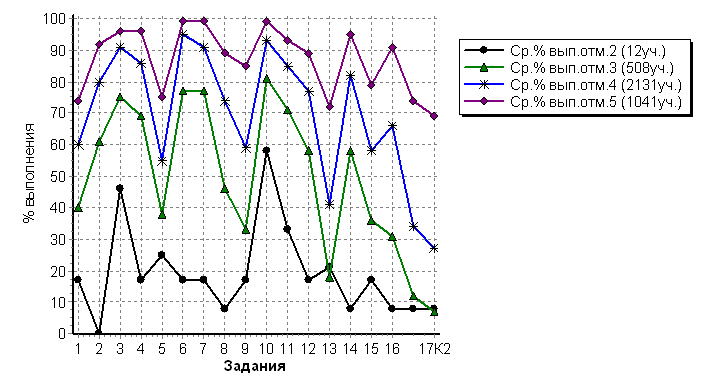 100
90
80
70
60
50
40
30
20
10
0
% выполнения
1 2 3 4 5 6 7 8 9 10 11 12 13 14 15 16 17К2
Задания
Ср.% вып.отм.2 (12уч.)
Ср.% вып.отм.3 (508уч.)
Ср.% вып.отм.4 (2131уч.)
Ср.% вып.отм.5 (1041уч.)